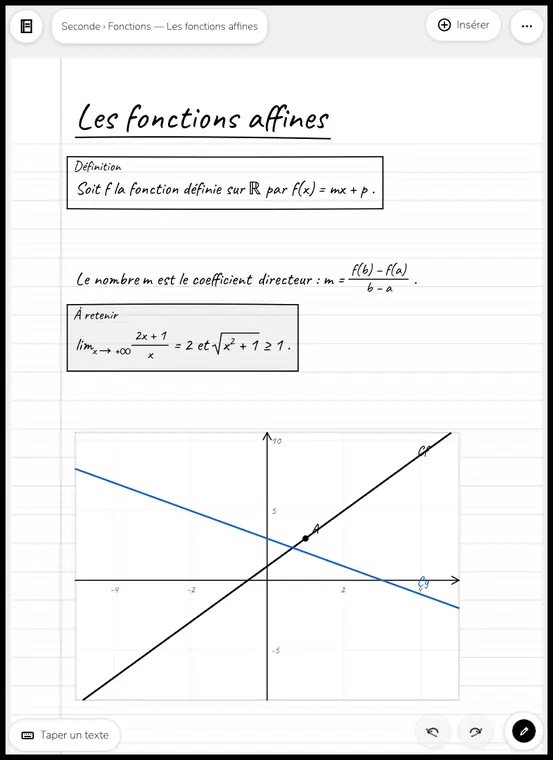 Seconde › Fonctions — Les fonctions affines
Insérer
Les fonctions affines
Définition
Soit f la fonction définie sur ℝ par f(x) = mx + p .
Le nombre m est le coefficient directeur : m = (f(b) – f(a))/(b – a) .
À retenir
lim x → +∞ (2x + 1)/x = 2 et √(x² + 1) ≥ 1 .
10
Cf
5
A
-4
-2
2
Cg
-5
Taper un texte